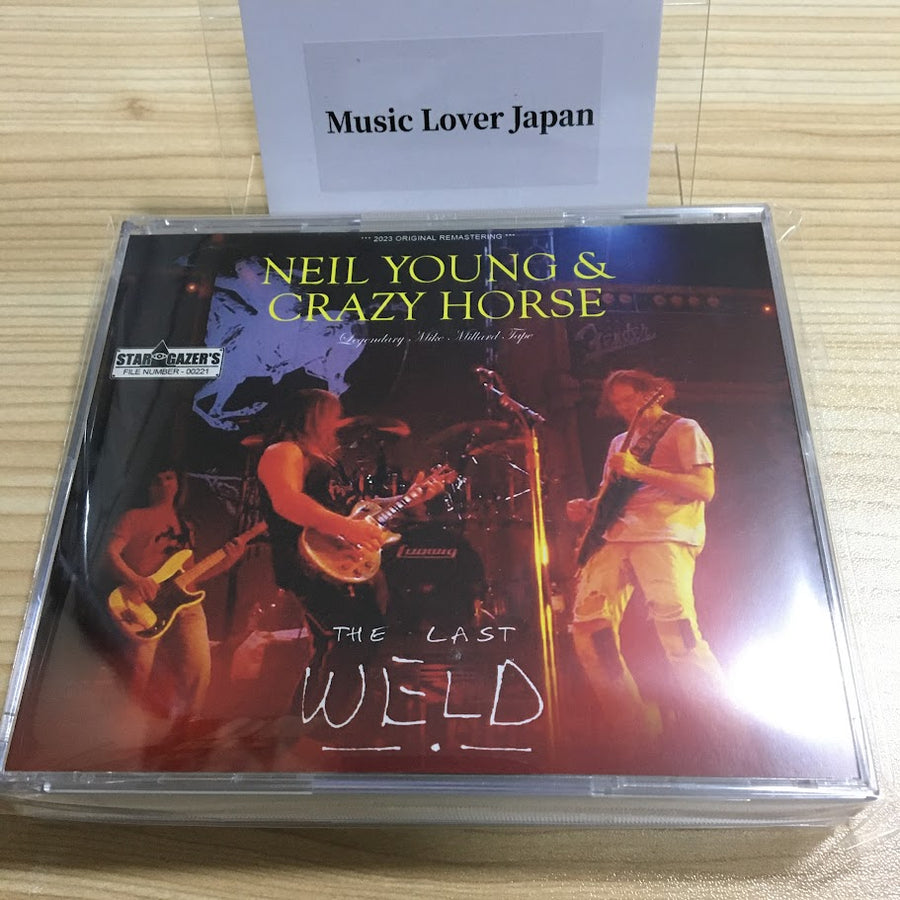 Music Lover Japan
*** 2023 ORIGINAL REMASTERING ***
NEIL YOUNG &
CRAZY HORSE
Legendary Mike Millard Tape
Fender
STAR GAZER'S
FILE NUMBER - 00221
Ludwig
THE LAST
WELD